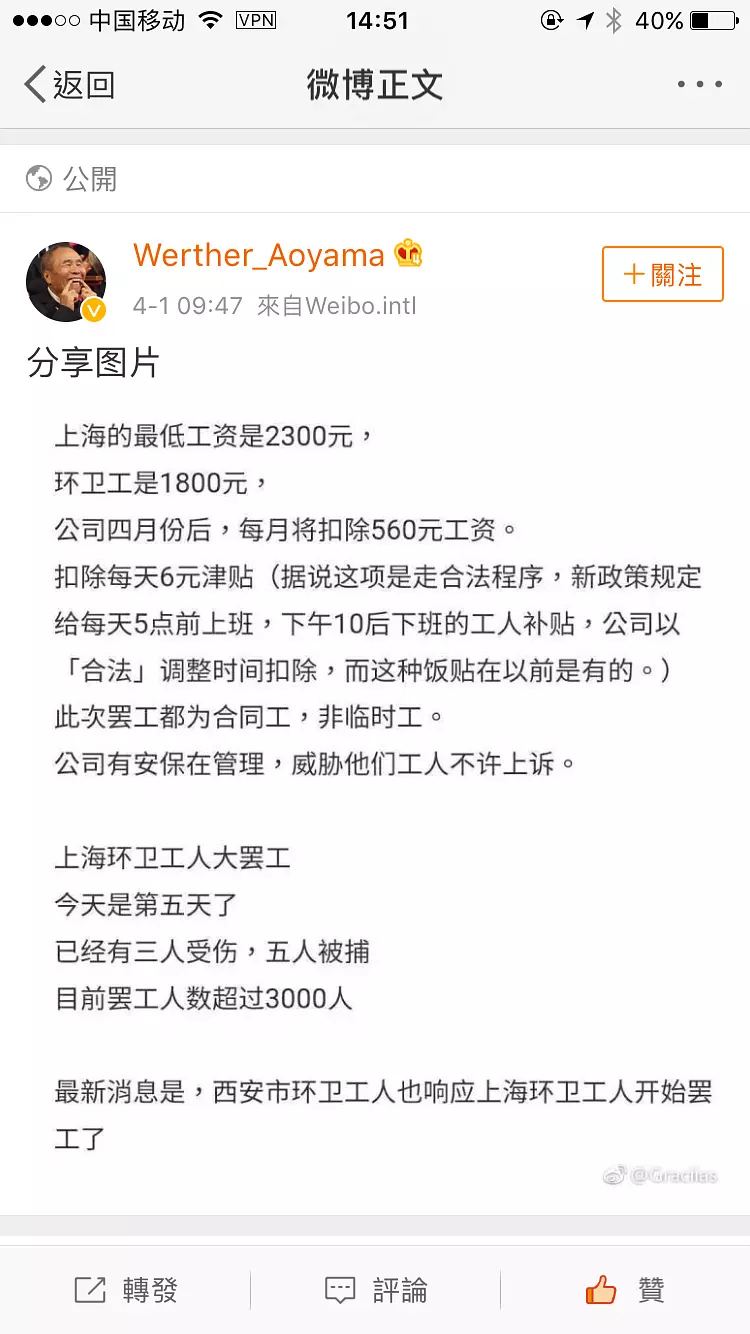 中国移动 VPN 14:51 40%
返回 微博正文
公開
Werther_Aoyama
4-1 09:47 來自Weibo.intl
+關注
分享图片
上海的最低工资是2300元，
环卫工是1800元，
公司四月份后，每月将扣除560元工资。
扣除每天6元津贴（据说这项是走合法程序，新政策规定
给每天5点前上班，下午10后下班的工人补贴，公司以
「合法」调整时间扣除，而这种饭贴在以前是有的。）
此次罢工都为合同工，非临时工。
公司有安保在管理，威胁他们工人不许上诉。
上海环卫工人大罢工
今天是第五天了
已经有三人受伤，五人被捕
目前罢工人数超过3000人
最新消息是，西安市环卫工人也响应上海环卫工人开始罢
工了
@Gracilas
轉發 評論 贊